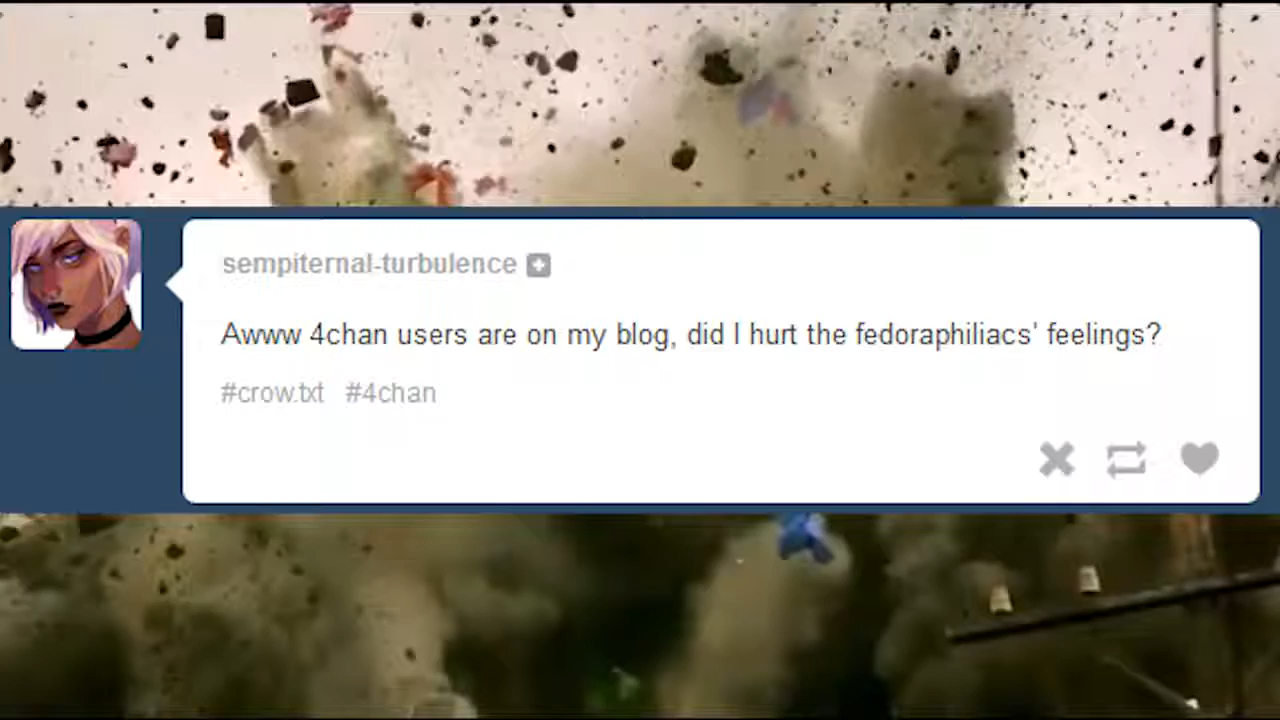 sempiternal-turbulence
Awww 4chan users are on my blog, did I hurt the fedoraphiliacs' feelings?
#crow.txt #4chan